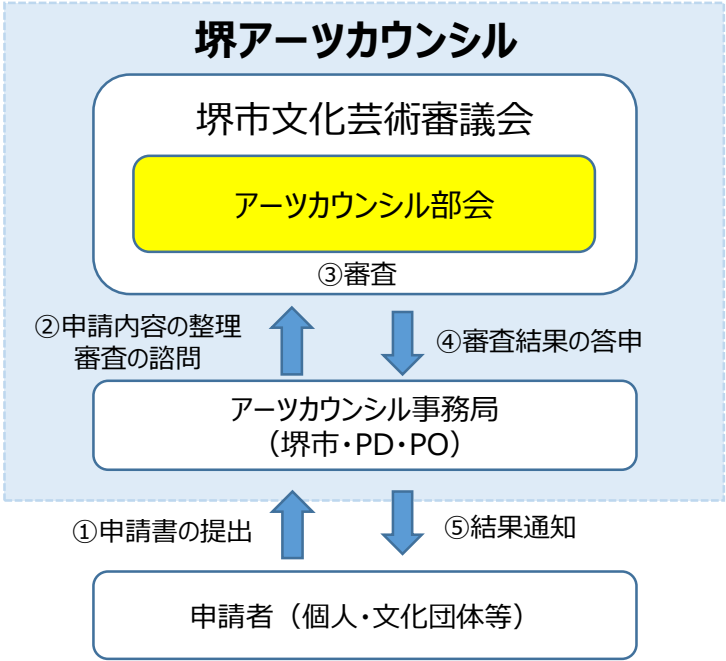 堺アーツカウンシル
堺市文化芸術審議会
アーツカウンシル部会
③審査
②申請内容の整理
審査の諮問
④審査結果の答申
アーツカウンシル事務局
（堺市・PD・PO）
①申請書の提出
⑤結果通知
申請者（個人・文化団体等）